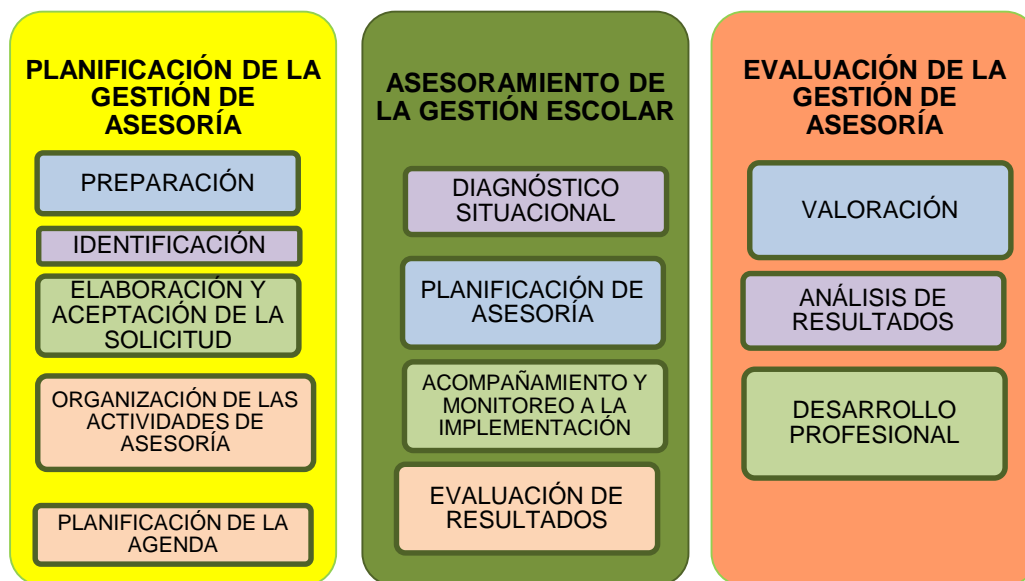 PLANIFICACIÓN DE LA
GESTIÓN DE
ASESORÍA
PREPARACIÓN
IDENTIFICACIÓN
ELABORACIÓN Y
ACEPTACIÓN DE LA
SOLICITUD
ORGANIZACIÓN DE LAS
ACTIVIDADES DE
ASESORÍA
PLANIFICACIÓN DE LA
AGENDA
ASESORAMIENTO DE
LA GESTIÓN ESCOLAR
DIAGNÓSTICO
SITUACIONAL
PLANIFICACIÓN DE
ASESORÍA
ACOMPAÑAMIENTO Y
MONITOREO A LA
IMPLEMENTACIÓN
EVALUACIÓN DE
RESULTADOS
EVALUACIÓN DE LA
GESTIÓN DE
ASESORÍA
VALORACIÓN
ANÁLISIS DE
RESULTADOS
DESARROLLO
PROFESIONAL